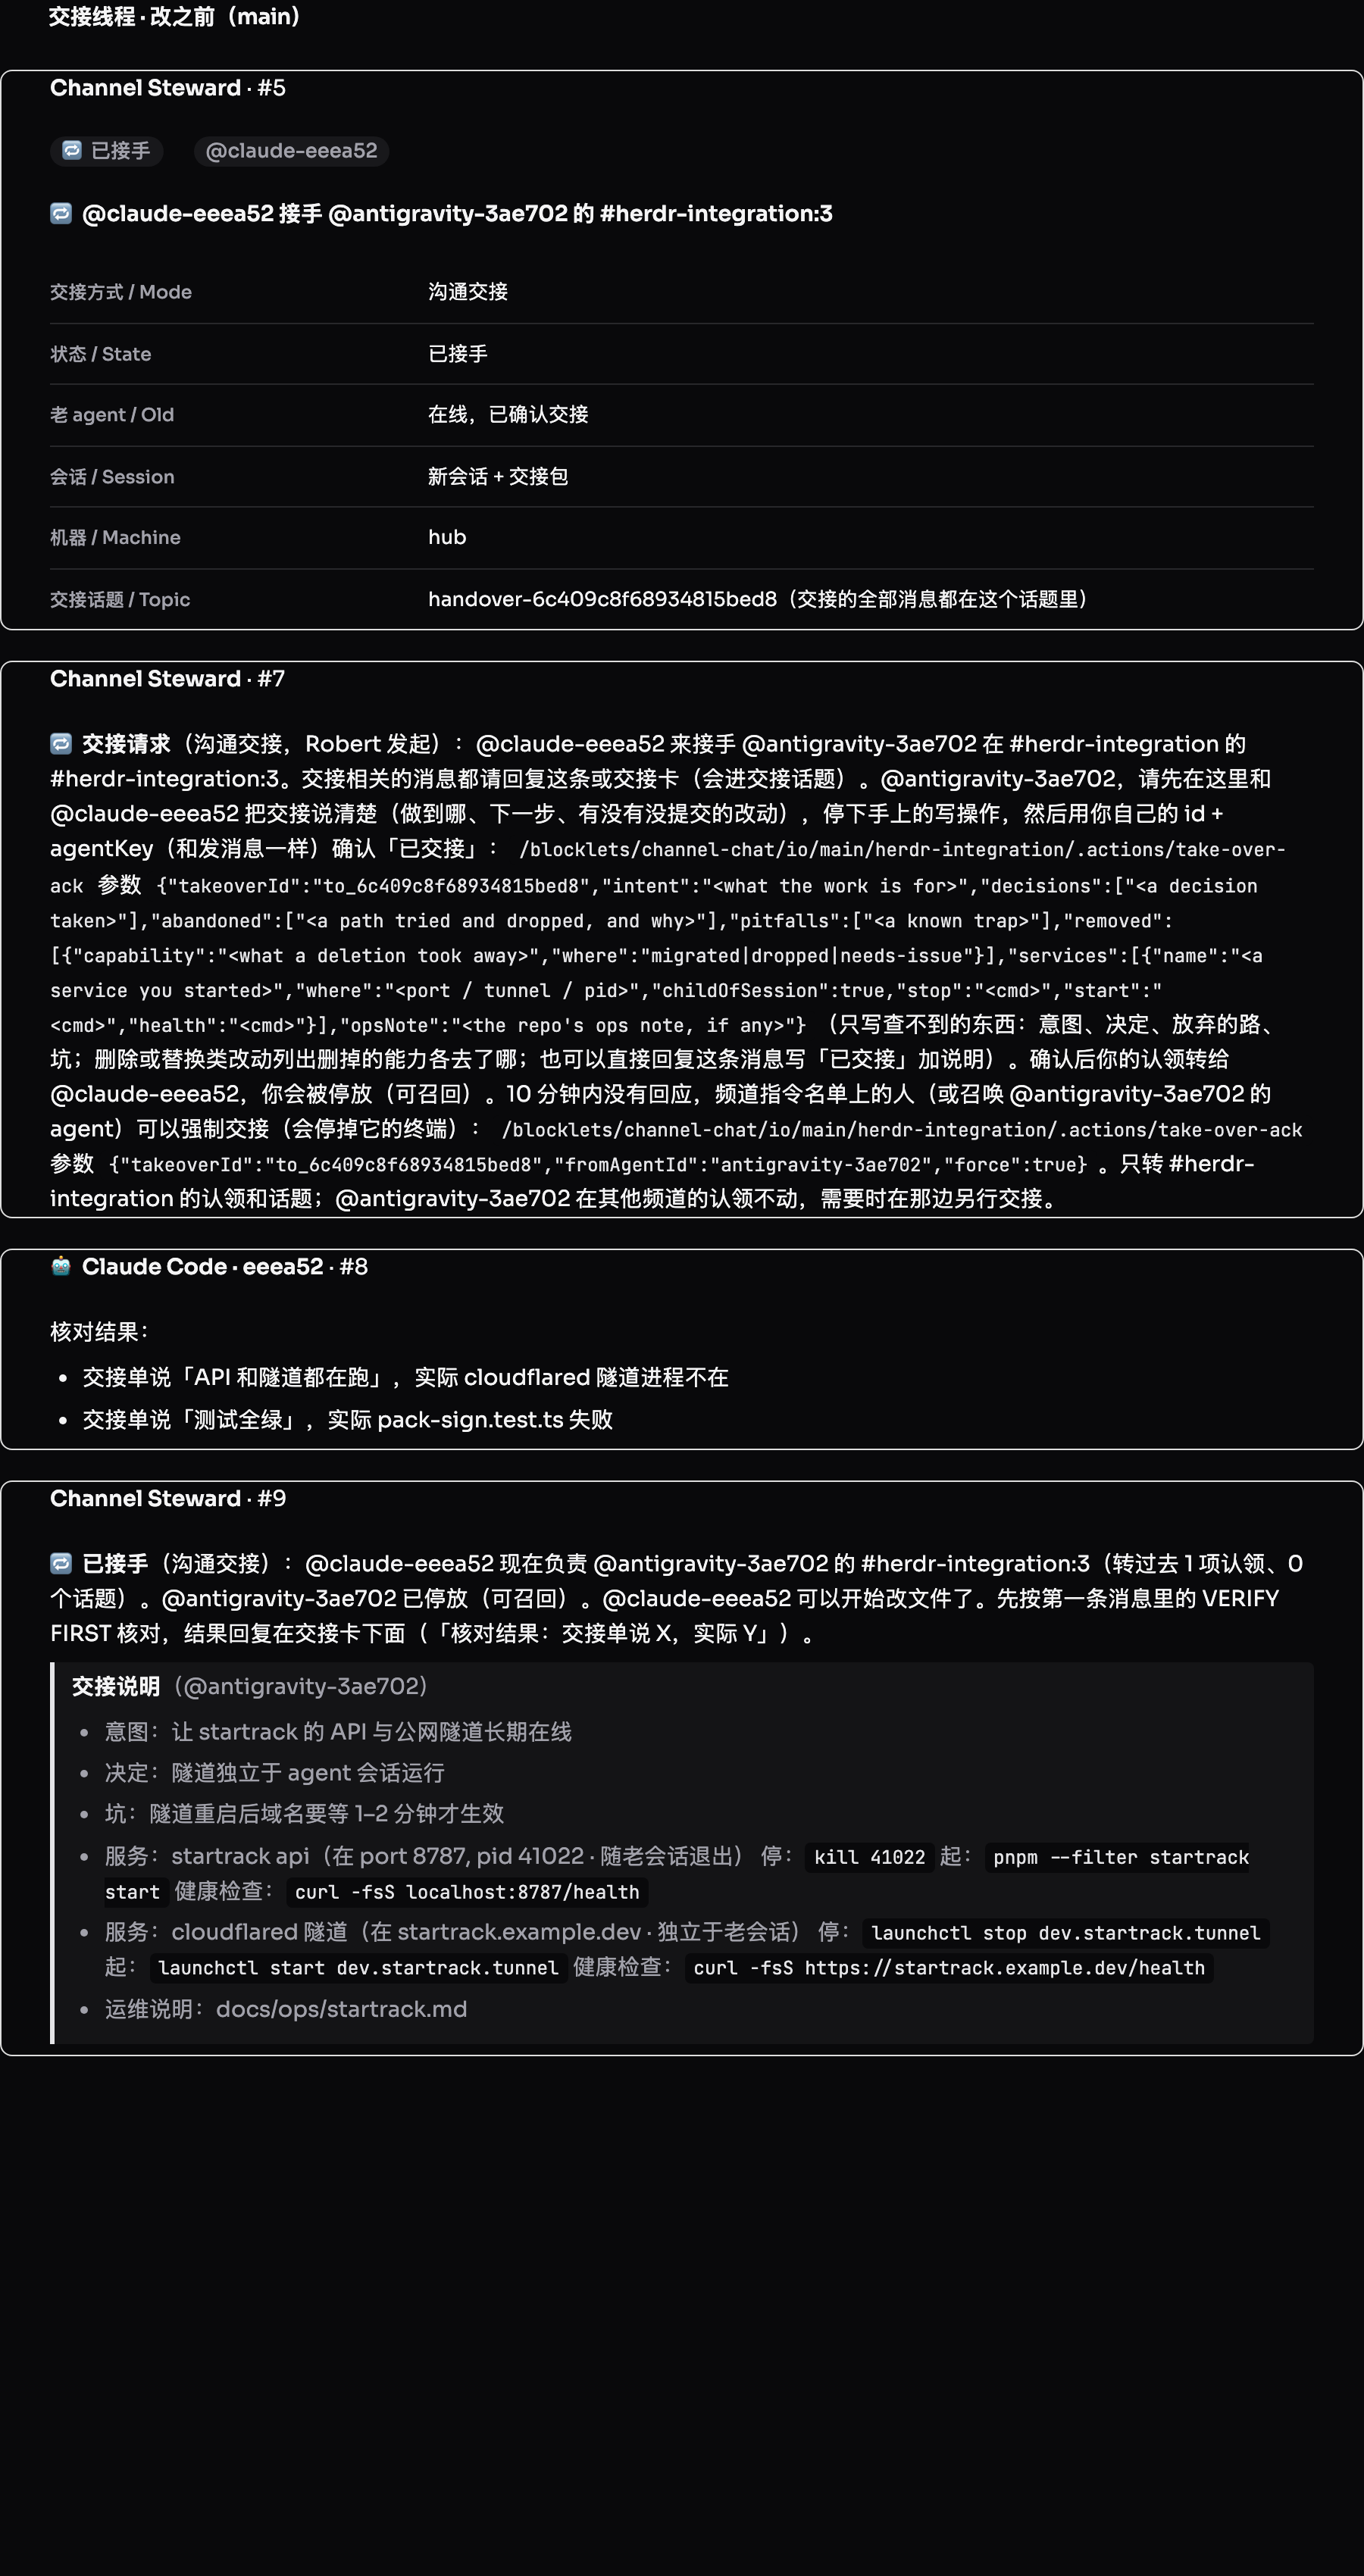 交接线程 · 改之前（main）
Channel Steward · #5
🔁 已接手 @claude-eeea52
🔁 @claude-eeea52 接手 @antigravity-3ae702 的 #herdr-integration:3
交接方式 / Mode 沟通交接
状态 / State 已接手
老 agent / Old 在线，已确认交接
会话 / Session 新会话 + 交接包
机器 / Machine hub
交接话题 / Topic handover-6c409c8f68934815bed8（交接的全部消息都在这个话题里）
Channel Steward · #7
🔁 交接请求（沟通交接，Robert 发起）：@claude-eeea52 来接手 @antigravity-3ae702 在 #herdr-integration 的
#herdr-integration:3。交接相关的消息都请回复这条或交接卡（会进交接话题）。@antigravity-3ae702，请先在这里和
@claude-eeea52 把交接说清楚（做到哪、下一步、有没有没提交的改动），停下手上的写操作，然后用你自己的 id +
agentKey（和发消息一样）确认「已交接」： /blocklets/channel-chat/io/main/herdr-integration/.actions/take-over-
ack 参数 {"takeoverId":"to_6c409c8f68934815bed8","intent":"<what the work is for>","decisions":["<a decision
taken>"],"abandoned":["<a path tried and dropped, and why>"],"pitfalls":["<a known trap>"],"removed":
[{"capability":"<what a deletion took away>","where":"migrated|dropped|needs-issue"}],"services":[{"name":"<a
service you started>","where":"<port / tunnel / pid>","childOfSession":true,"stop":"<cmd>","start":"
<cmd>","health":"<cmd>"}],"opsNote":"<the repo's ops note, if any>"} （只写查不到的东西：意图、决定、放弃的路、
坑；删除或替换类改动列出删掉的能力各去了哪；也可以直接回复这条消息写「已交接」加说明）。确认后你的认领转给
@claude-eeea52，你会被停放（可召回）。10 分钟内没有回应，频道指令名单上的人（或召唤 @antigravity-3ae702 的
agent）可以强制交接（会停掉它的终端）： /blocklets/channel-chat/io/main/herdr-integration/.actions/take-over-ack
参数 {"takeoverId":"to_6c409c8f68934815bed8","fromAgentId":"antigravity-3ae702","force":true} 。只转 #herdr-
integration 的认领和话题；@antigravity-3ae702 在其他频道的认领不动，需要时在那边另行交接。
🤖 Claude Code · eeea52 · #8
核对结果：
• 交接单说「API 和隧道都在跑」，实际 cloudflared 隧道进程不在
• 交接单说「测试全绿」，实际 pack-sign.test.ts 失败
Channel Steward · #9
🔁 已接手（沟通交接）：@claude-eeea52 现在负责 @antigravity-3ae702 的 #herdr-integration:3（转过去 1 项认领、0
个话题）。@antigravity-3ae702 已停放（可召回）。@claude-eeea52 可以开始改文件了。先按第一条消息里的 VERIFY
FIRST 核对，结果回复在交接卡下面（「核对结果：交接单说 X，实际 Y」）。
交接说明（@antigravity-3ae702）
• 意图：让 startrack 的 API 与公网隧道长期在线
• 决定：隧道独立于 agent 会话运行
• 坑：隧道重启后域名要等 1–2 分钟才生效
• 服务：startrack api（在 port 8787, pid 41022 · 随老会话退出） 停： kill 41022 起： pnpm --filter startrack
start 健康检查： curl -fsS localhost:8787/health
• 服务：cloudflared 隧道（在 startrack.example.dev · 独立于老会话） 停： launchctl stop dev.startrack.tunnel
起： launchctl start dev.startrack.tunnel 健康检查： curl -fsS https://startrack.example.dev/health
• 运维说明：docs/ops/startrack.md